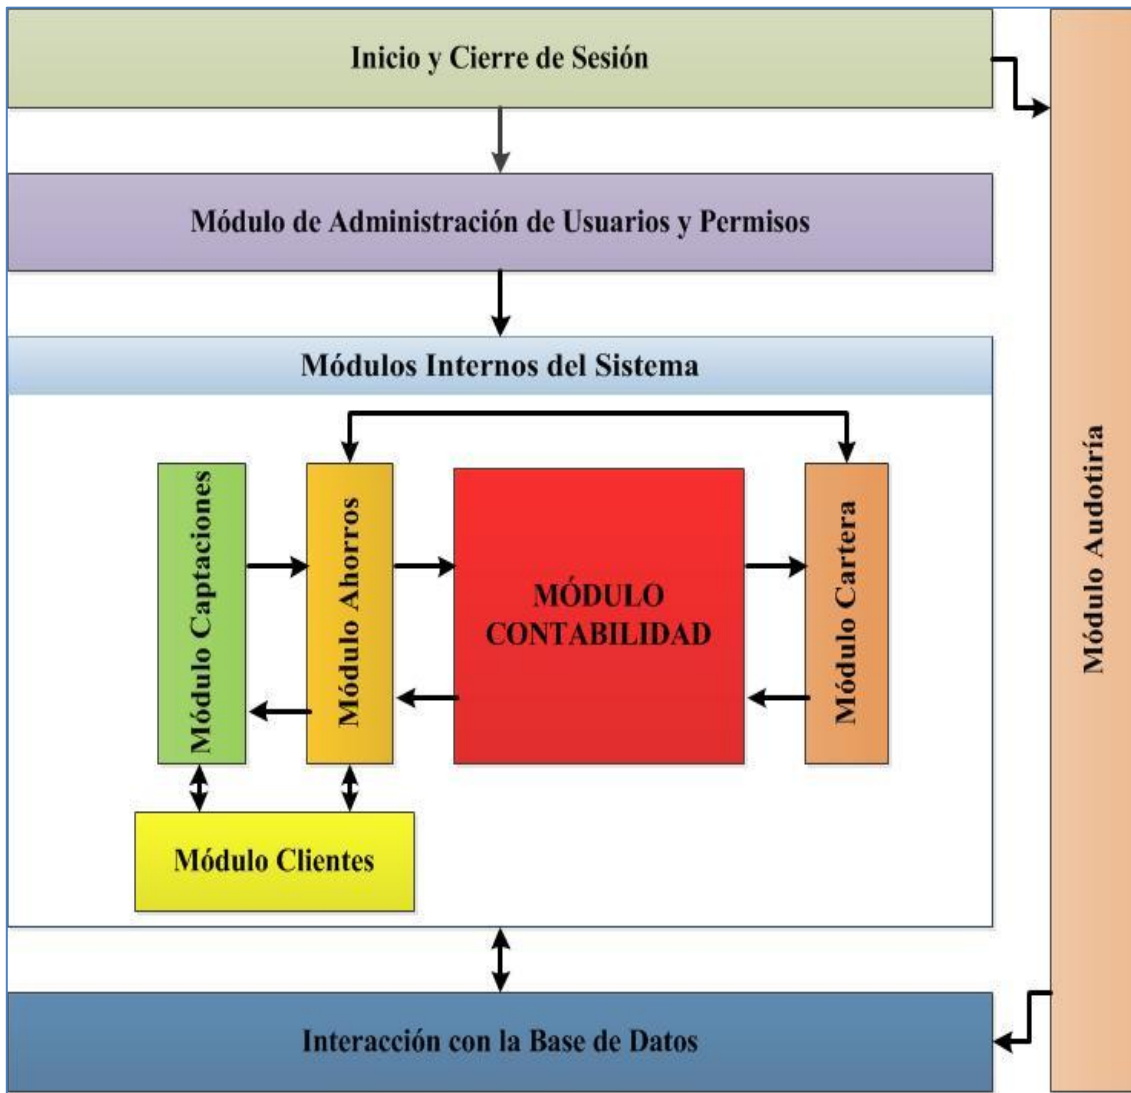 Inicio y Cierre de Sesión
Módulo de Administración de Usuarios y Permisos
Módulos Internos del Sistema
Módulo Captaciones
Módulo Ahorros
MÓDULO
CONTABILIDAD
Módulo Cartera
Módulo Clientes
Interacción con la Base de Datos
Módulo Audotiría